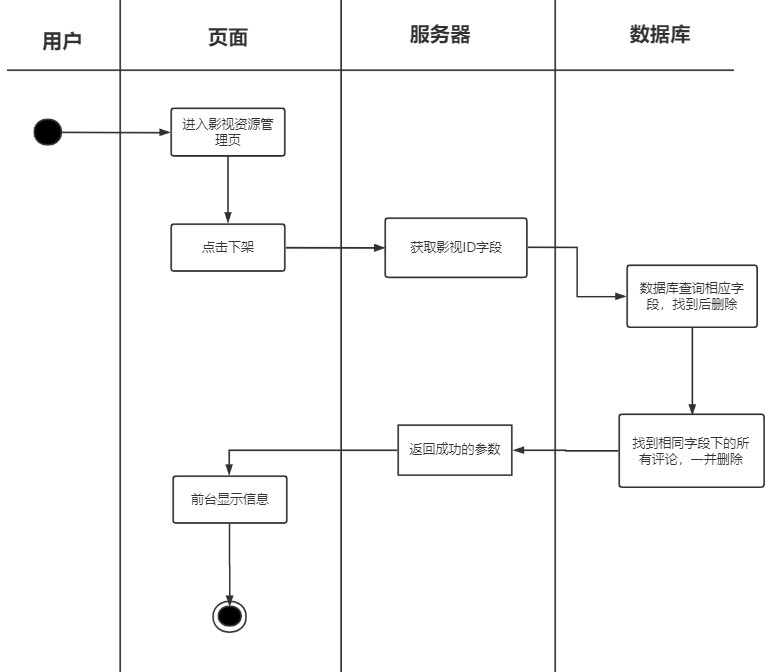 用户
页面
服务器
数据库
进入影视资源管
理页
点击下架
获取影视ID字段
数据库查询相应字
段，找到后删除
找到相同字段下的所
有评论，一并删除
返回成功的参数
前台显示信息